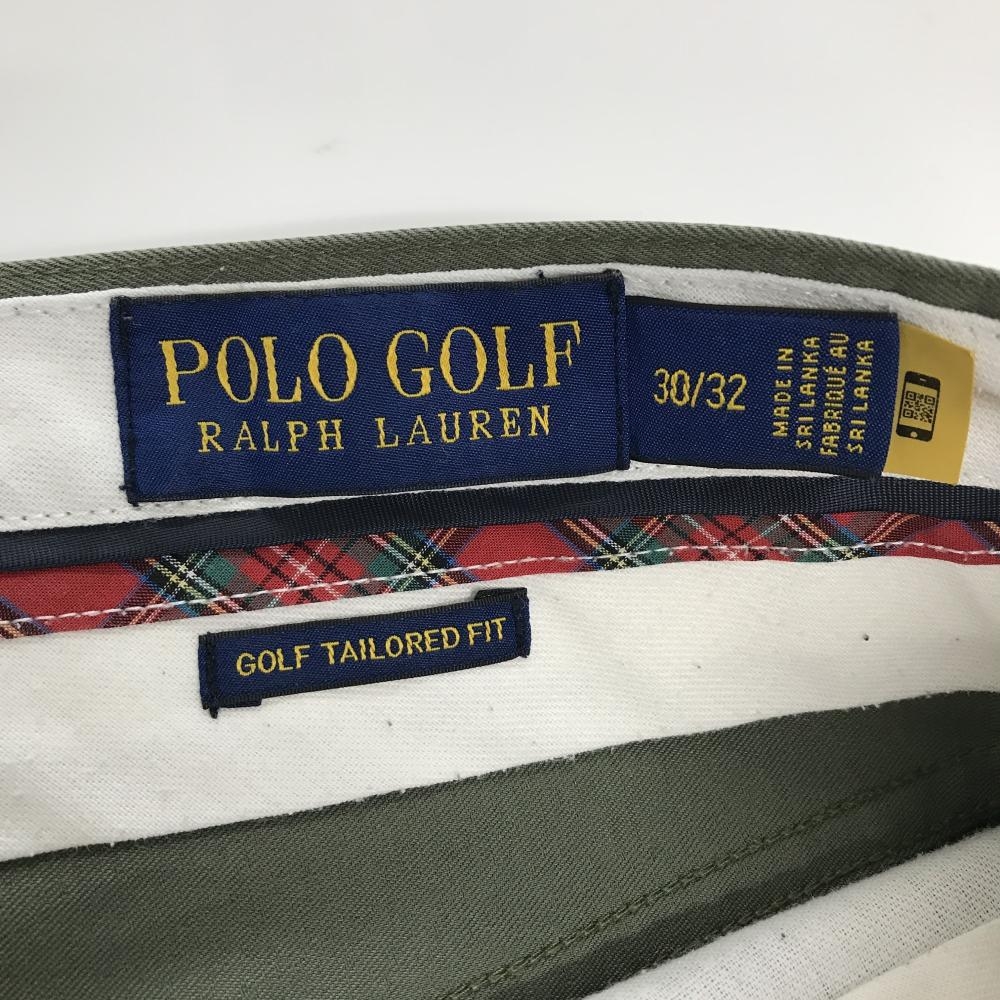 POLO GOLF
RALPH LAUREN
30/32
MADE IN
SRI LANKA
FABRIQUÉ AU
SRI LANKA
GOLF TAILORED FIT